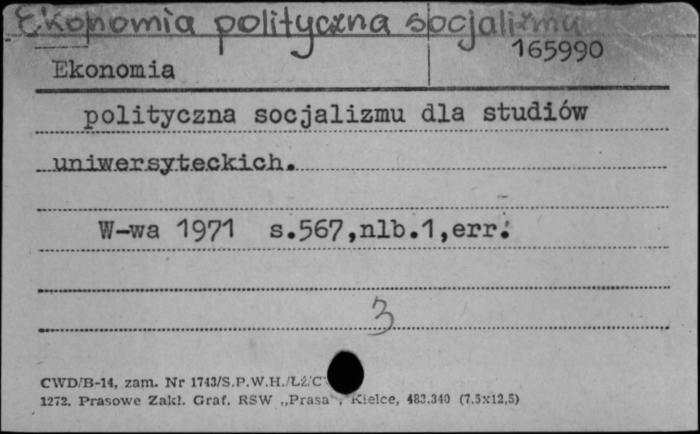 Ekonomia polityczna socjalizmu
165990
Ekonomia
polityczna socjalizmu dla studiów
uniwersyteckich.
W-wa 1971 s.567,nlb.1,err.
3
CWD/B-14, zam. Nr 1743/S.P.W.H./Łź/C
1272. Prasowe Zakł. Graf. RSW „Prasa", Kielce, 483.340 (7,5x12,5)